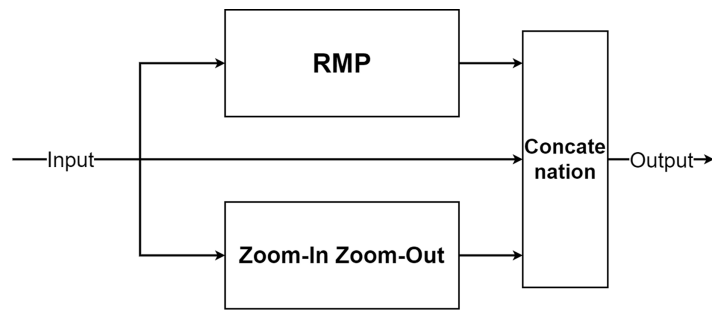 RMP
Input
Concate
nation
Output
Zoom-In Zoom-Out